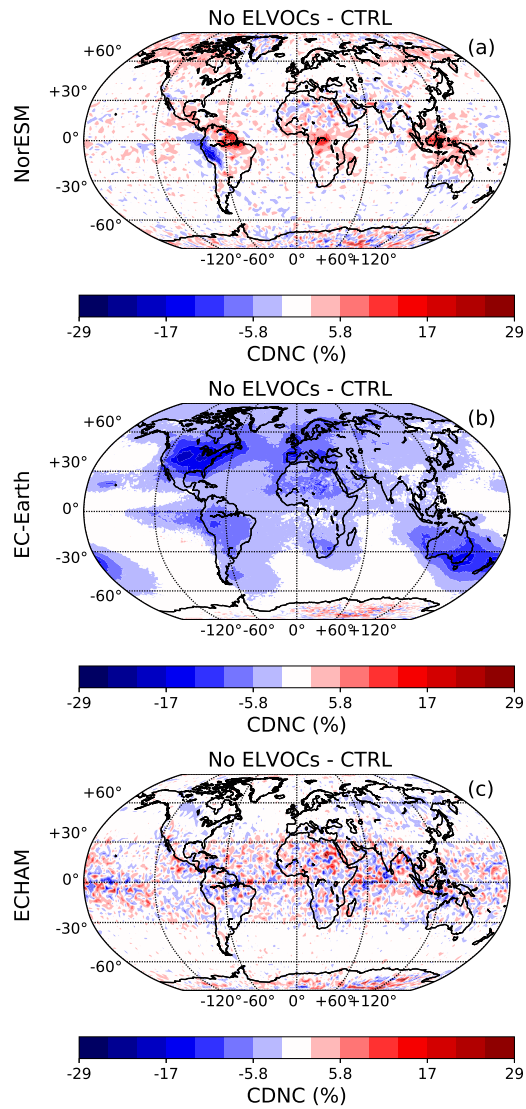 No ELVOCs - CTRL
(a)
NorESM
+60°
+30°
0°
-30°
-60°
-120°-60° 0° +60°+120°
-29 -17 -5.8 5.8 17 29
CDNC (%)
No ELVOCs - CTRL
(b)
EC-Earth
+60°
+30°
0°
-30°
-60°
-120°-60° 0° +60°+120°
-29 -17 -5.8 5.8 17 29
CDNC (%)
No ELVOCs - CTRL
(c)
ECHAM
+60°
+30°
0°
-30°
-60°
-120°-60° 0° +60°+120°
-29 -17 -5.8 5.8 17 29
CDNC (%)